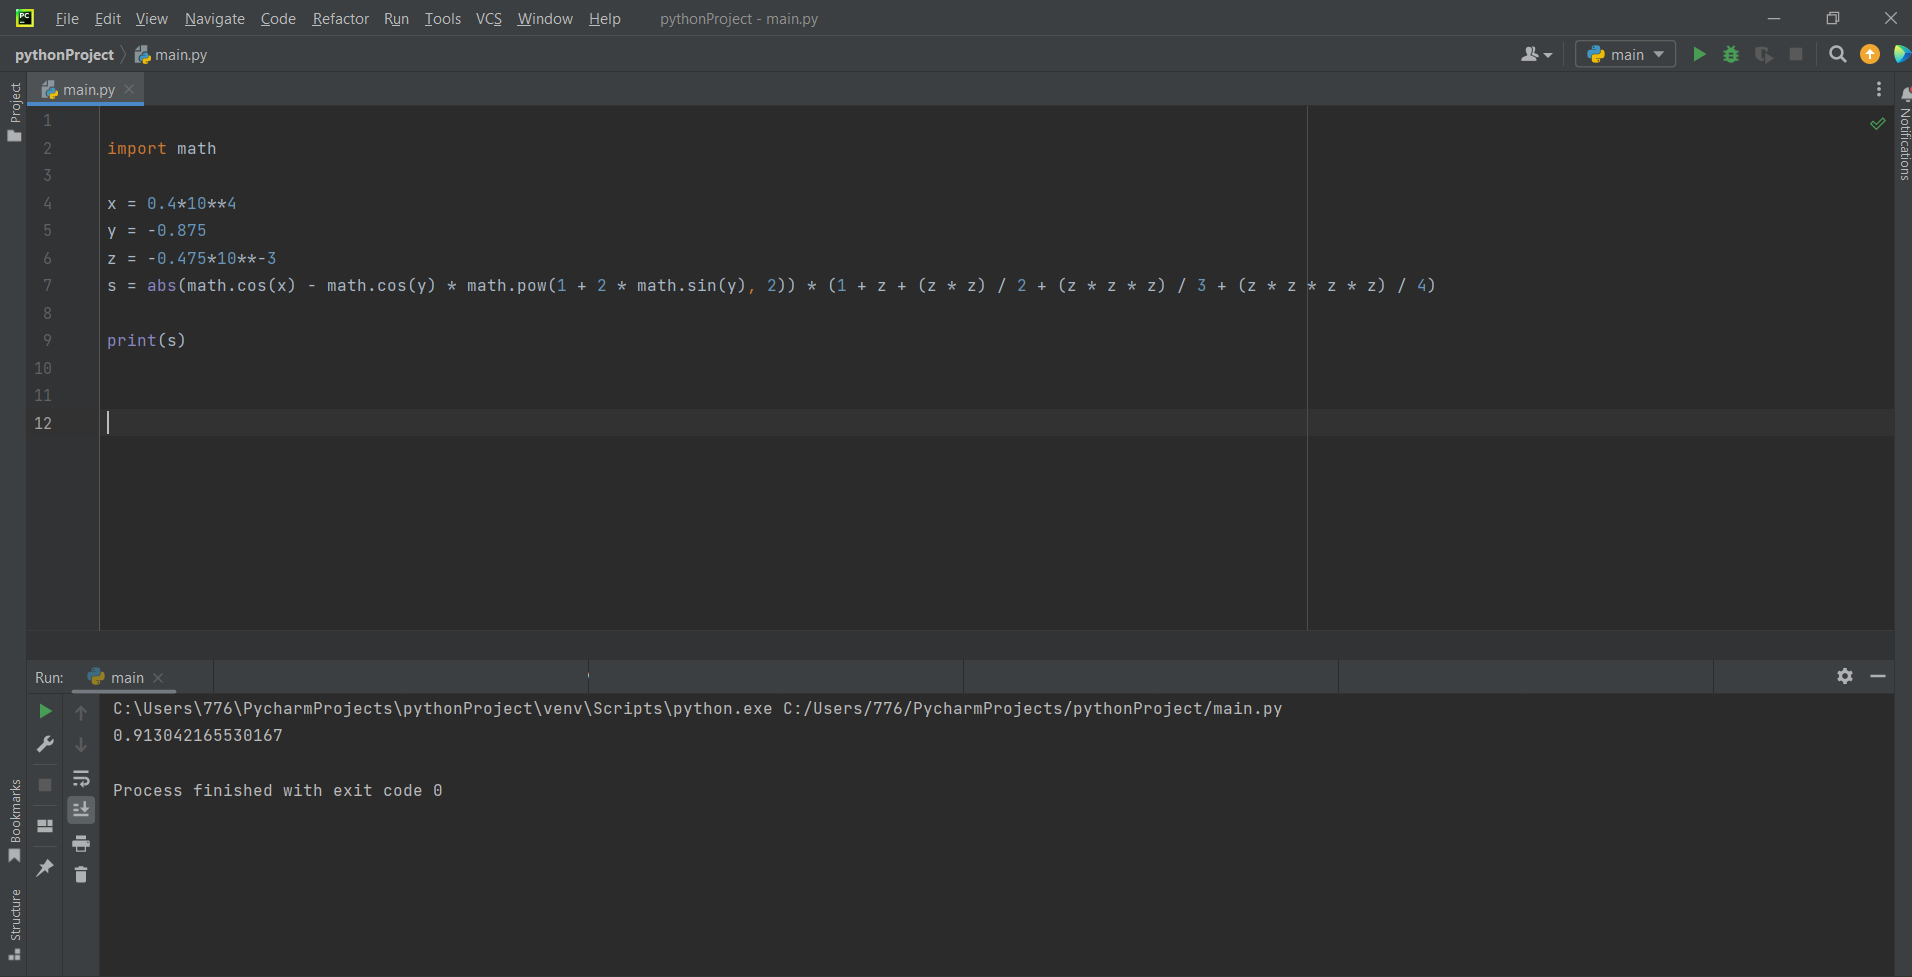 PC
File Edit View Navigate Code Refactor Run Tools VCS Window Help pythonProject - main.py
pythonProject main.py
main
Project
main.py
Notifications
1
2 import math
3
4 x = 0.4*10**4
5 y = -0.875
6 z = -0.475*10**-3
7 s = abs(math.cos(x) - math.cos(y) * math.pow(1 + 2 * math.sin(y), 2)) * (1 + z + (z * z) / 2 + (z * z * z) / 3 + (z * z * z * z) / 4)
8
9 print(s)
10
11
12
Run: main
C:\Users\776\PycharmProjects\pythonProject\venv\Scripts\python.exe C:/Users/776/PycharmProjects/pythonProject/main.py
0.913042165530167
Process finished with exit code 0
Bookmarks
Structure